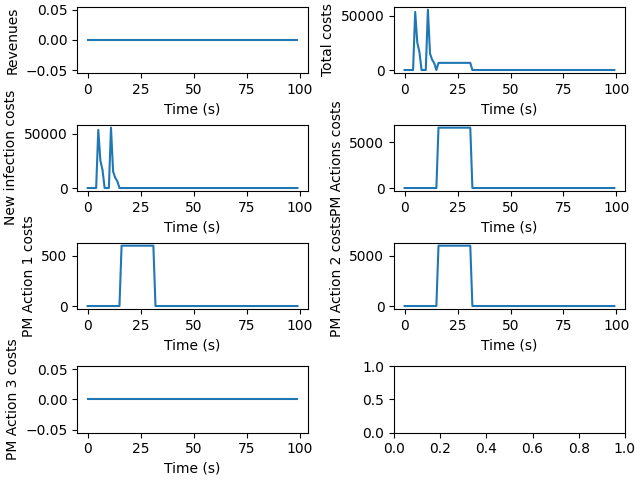 Revenues
0.05
0.00
−0.05
0 25 50 75 100
Time (s)
Total costs
50000
0
0 25 50 75 100
Time (s)
New infection costs
50000
0
0 25 50 75 100
Time (s)
PM Actions costs
5000
0
0 25 50 75 100
Time (s)
PM Action 1 costs
500
0
0 25 50 75 100
Time (s)
PM Action 2 costs
5000
0
0 25 50 75 100
Time (s)
PM Action 3 costs
0.05
0.00
−0.05
0 25 50 75 100
Time (s)
1.0
0.5
0.0
0.0 0.2 0.4 0.6 0.8 1.0